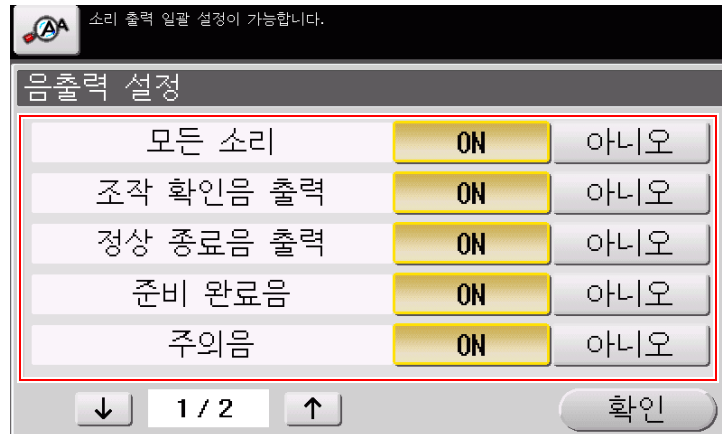 소리 출력 일괄 설정이 가능합니다.
음출력 설정
모든 소리 ON 아니오
조작 확인음 출력 ON 아니오
정상 종료음 출력 ON 아니오
준비 완료음 ON 아니오
주의음 ON 아니오
↓ 1 / 2 ↑ 확인